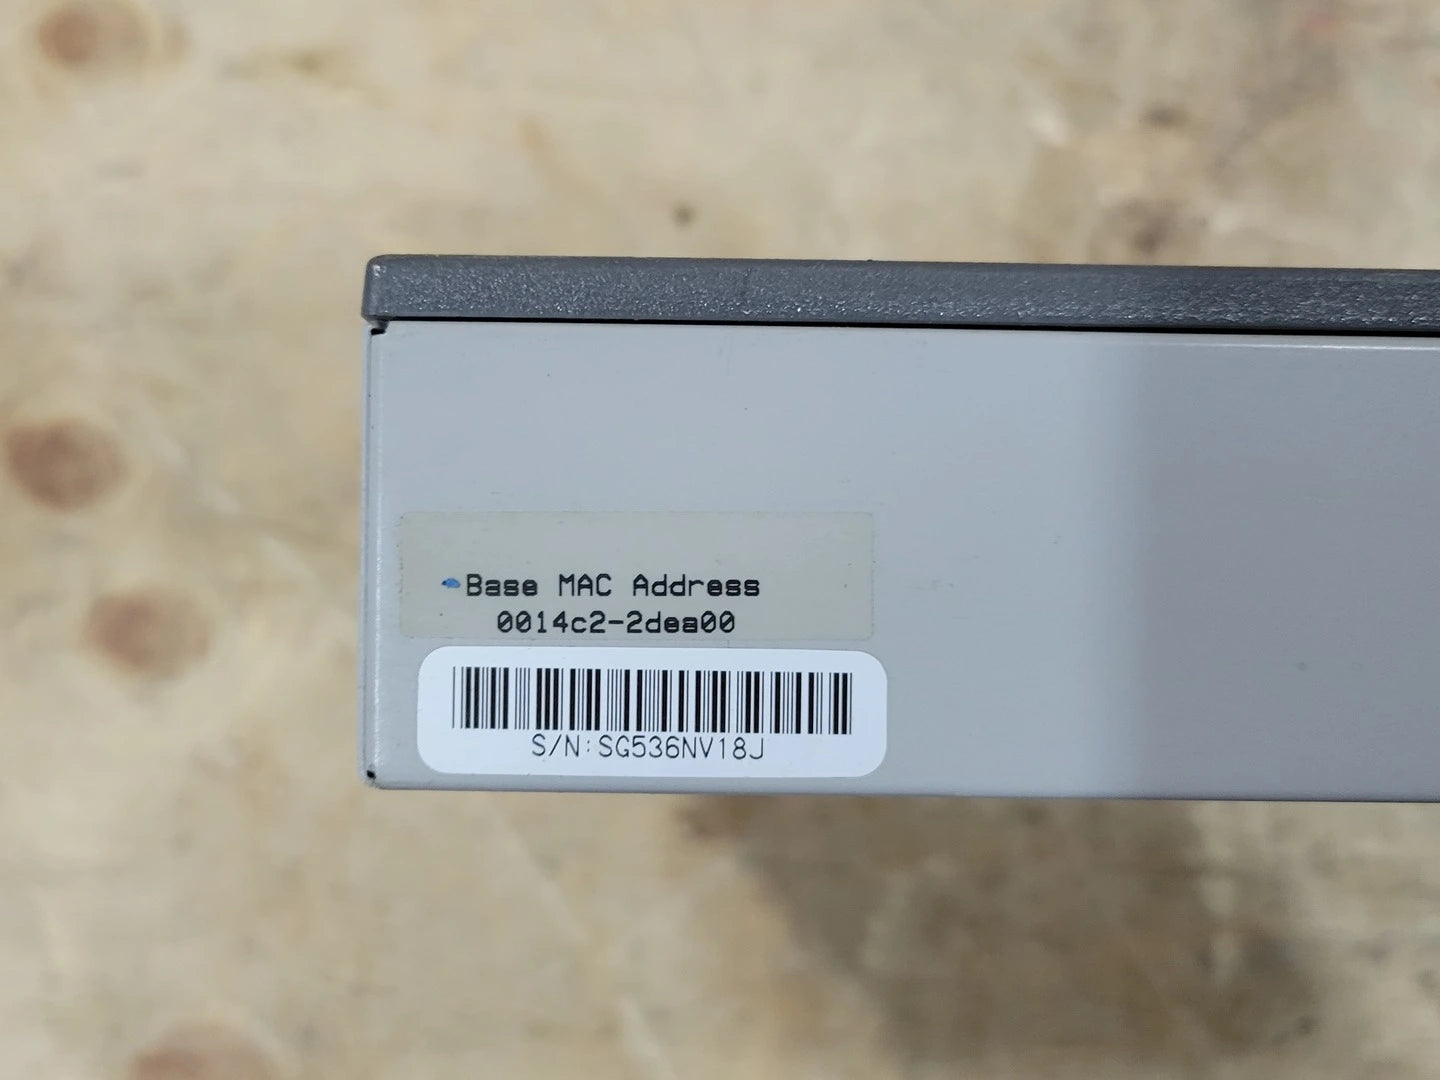 Base MAC Address
0014c2-2dea00
S/N:SG536NV18J